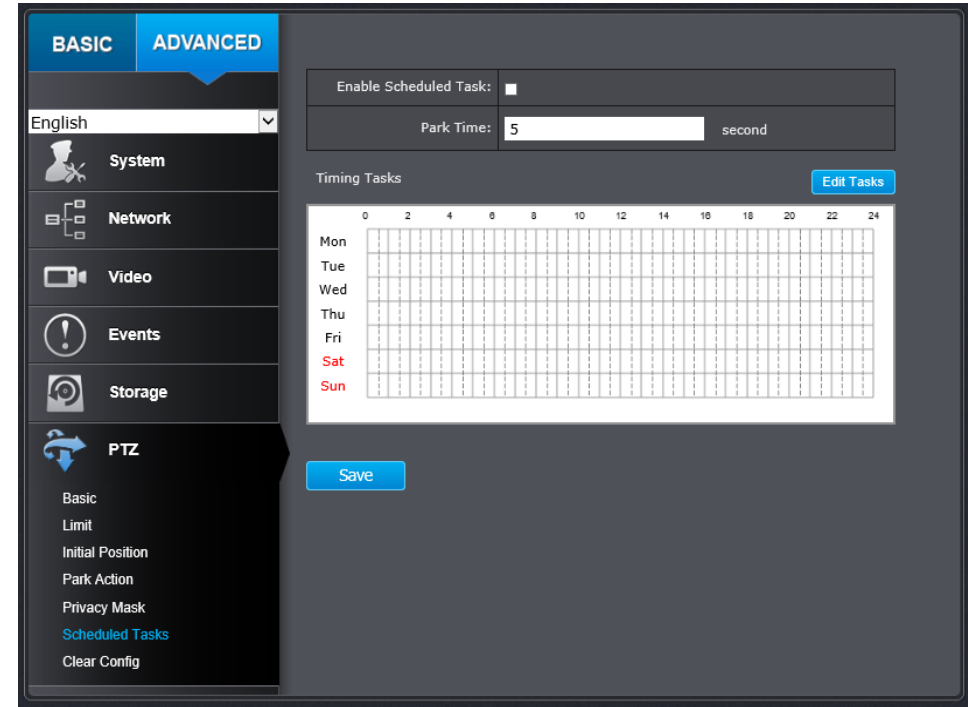 BASIC ADVANCED
English
System
Network
Video
Events
Storage
PTZ
Basic
Limit
Initial Position
Park Action
Privacy Mask
Scheduled Tasks
Clear Config
Enable Scheduled Task:
Park Time: 5 second
Timing Tasks Edit Tasks
0 2 4 6 8 10 12 14 16 18 20 22 24
Mon
Tue
Wed
Thu
Fri
Sat
Sun
Save